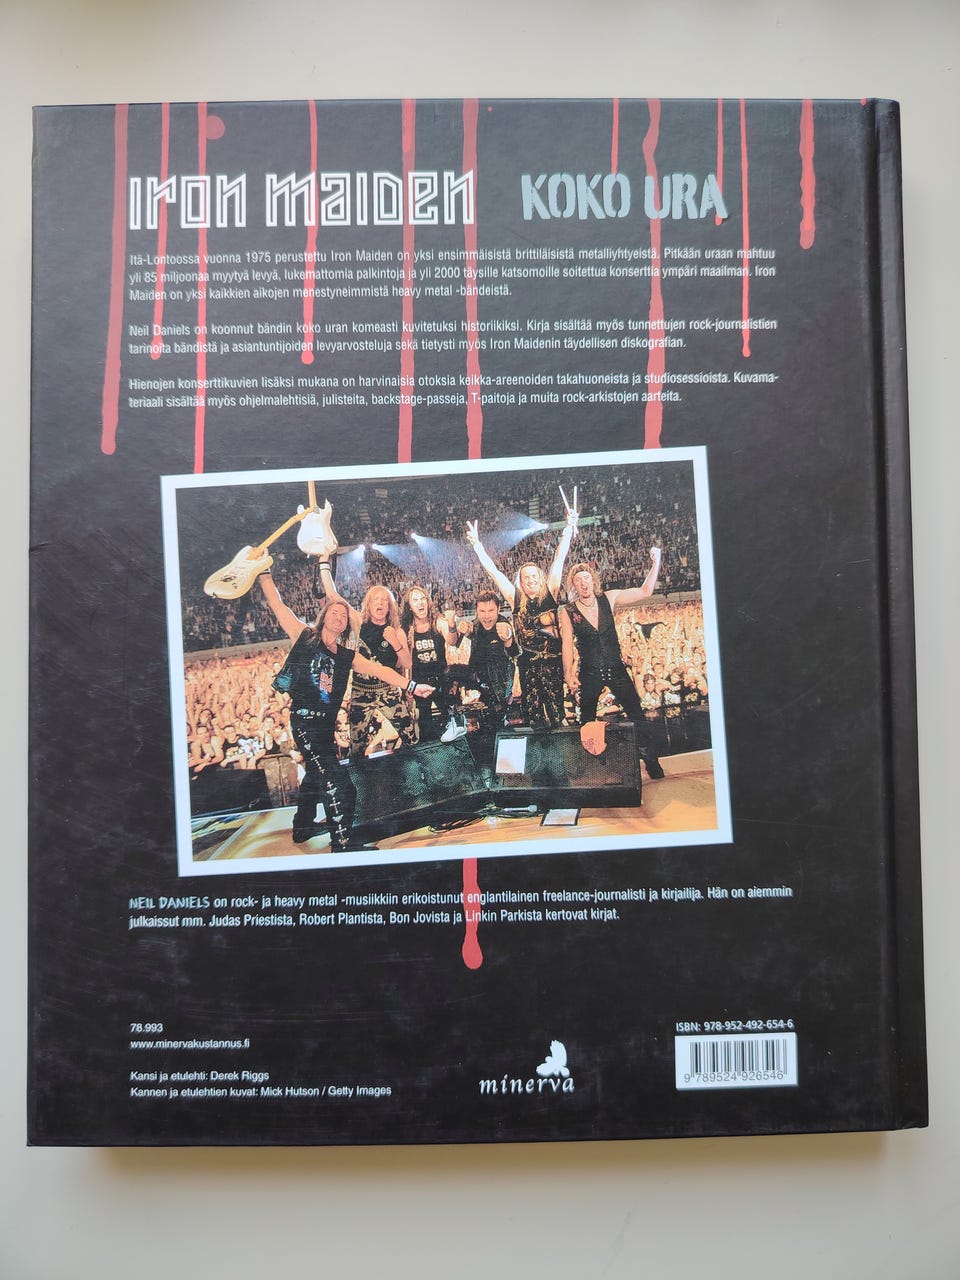 IRON MAIDEN KOKO URA
Itä-Lontoossa vuonna 1975 perustettu Iron Maiden on yksi ensimmäisistä brittiläisistä metalliyhtyeistä. Pitkään uraan mahtuu
yli 85 miljoonaa myytyä levyä, lukemattomia palkintoja ja yli 2000 täysille katsomoille soitettua konserttia ympäri maailman. Iron
Maiden on yksi kaikkien aikojen menestyneimmistä heavy metal -bändeistä.
Neil Daniels on koonnut bändin koko uran komeasti kuvitetuksi historiikiksi. Kirja sisältää myös tunnettujen rock-journalistien
tarinoita bändistä ja asiantuntijoiden levyarvosteluja sekä tietysti myös Iron Maidenin täydellisen diskografian.
Hienojen konserttikuvien lisäksi mukana on harvinaisia otoksia keikka-areenoiden takahuoneista ja studiosessioista. Kuvama-
teriaali sisältää myös ohjelmalehtisiä, julisteita, backstage-passeja, T-paitoja ja muita rock-arkistojen aarteita.
NEIL DANIELS on rock- ja heavy metal -musiikkiin erikoistunut englantilainen freelance-journalisti ja kirjailija. Hän on aiemmin
julkaissut mm. Judas Priestista, Robert Plantista, Bon Jovista ja Linkin Parkista kertovat kirjat.
78.993
www.minervakustannus.fi
Kansi ja etulehti: Derek Riggs
Kannen ja etulehtien kuvat: Mick Hutson / Getty Images
minerva
ISBN: 978-952-492-654-6
9 789524 926546